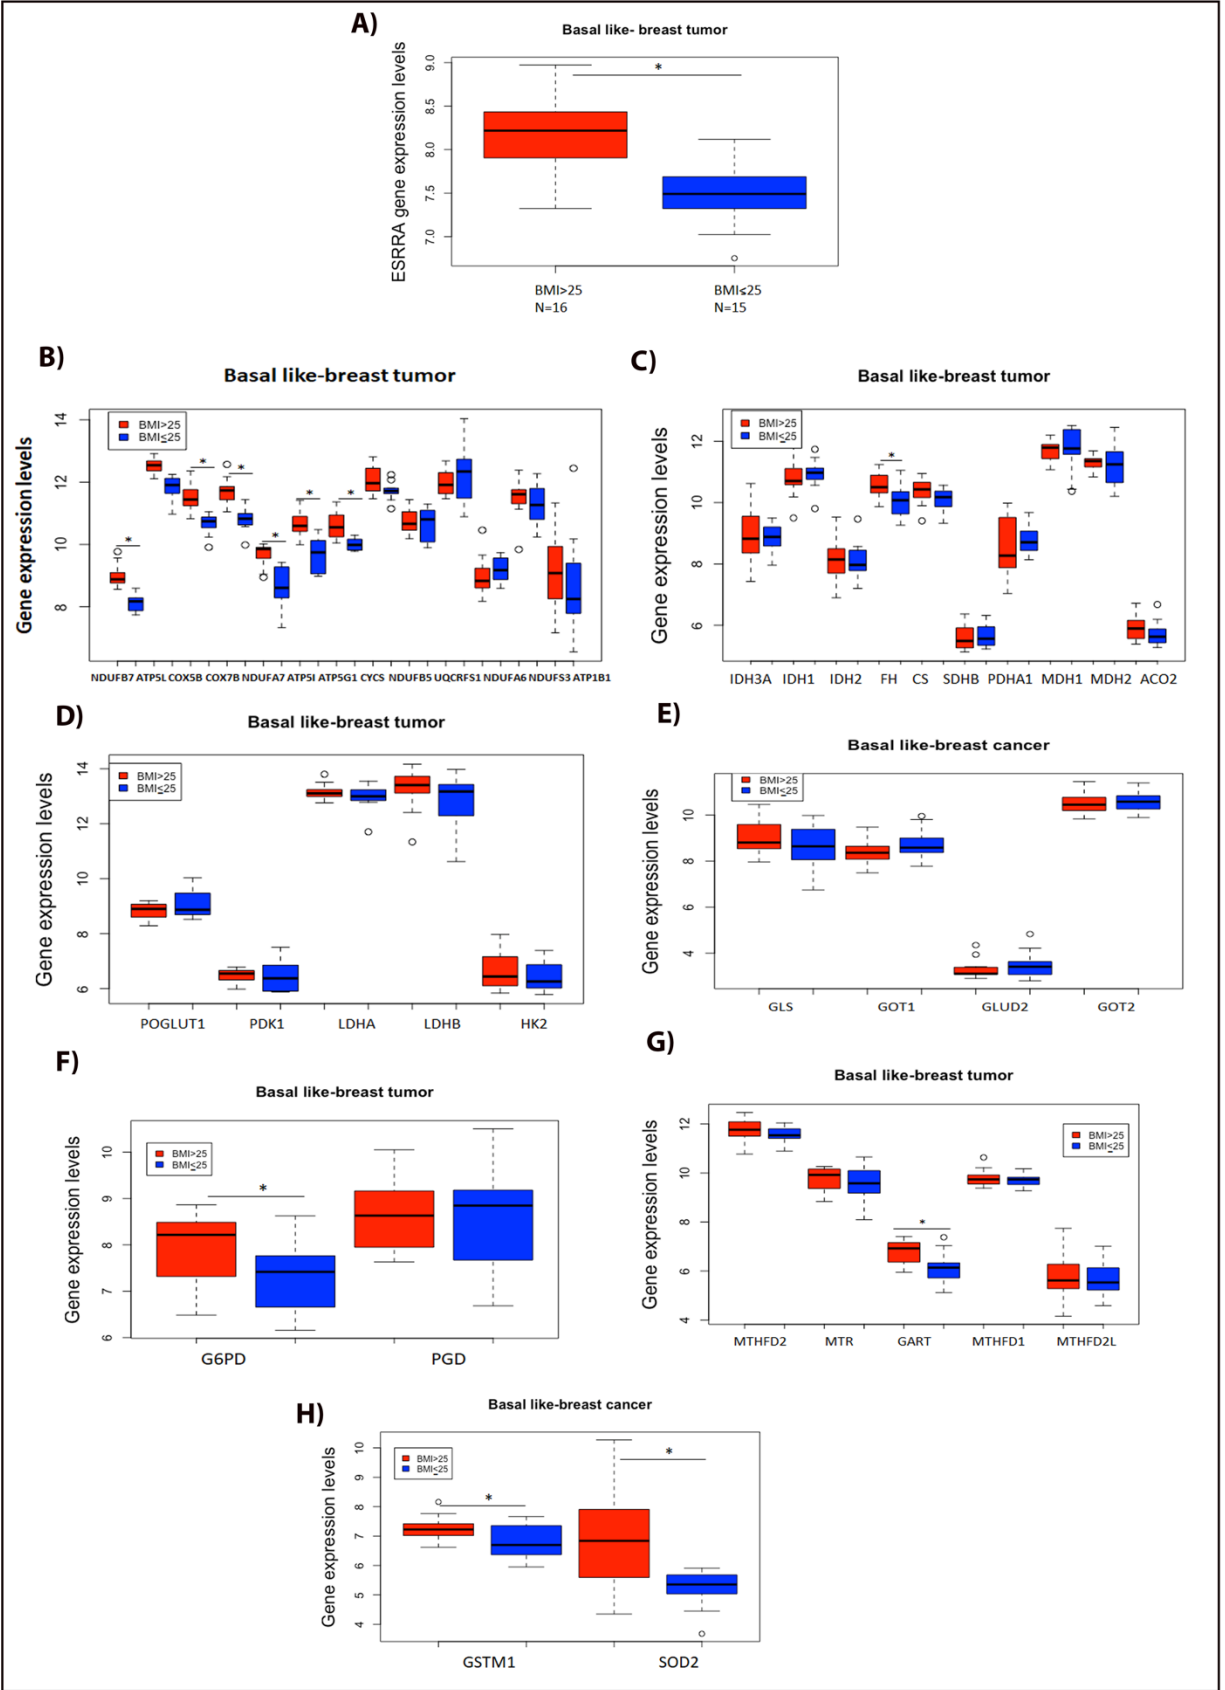 A)
Basal like- breast tumor
ESRRA gene expression levels
9.0
8.5
8.0
7.5
7.0
*
BMI>25
N=16
BMI≤25
N=15
B)
Basal like-breast tumor
Gene expression levels
14
12
10
8
BMI>25
BMI≤25
*
*
*
*
*
*
NDUFB7 ATP5L COX5B COX7B NDUFA7 ATP5I ATP5G1 CYCS NDUFB5 UQCRFS1 NDUFA6 NDUFS3 ATP1B1
C)
Basal like-breast tumor
Gene expression levels
12
10
8
6
BMI>25
BMI≤25
*
IDH3A IDH1 IDH2 FH CS SDHB PDHA1 MDH1 MDH2 ACO2
D)
Basal like-breast tumor
Gene expression levels
14
12
10
8
6
BMI>25
BMI≤25
POGLUT1 PDK1 LDHA LDHB HK2
E)
Basal like-breast cancer
Gene expression levels
10
8
6
4
BMI>25
BMI≤25
GLS GOT1 GLUD2 GOT2
F)
Basal like-breast tumor
Gene expression levels
10
9
8
7
6
BMI>25
BMI≤25
*
G6PD PGD
G)
Basal like-breast tumor
Gene expression levels
12
10
8
6
4
BMI>25
BMI≤25
*
MTHFD2 MTR GART MTHFD1 MTHFD2L
H)
Basal like-breast cancer
Gene expression levels
10
9
8
7
6
5
4
BMI>25
BMI≤25
*
*
GSTM1 SOD2